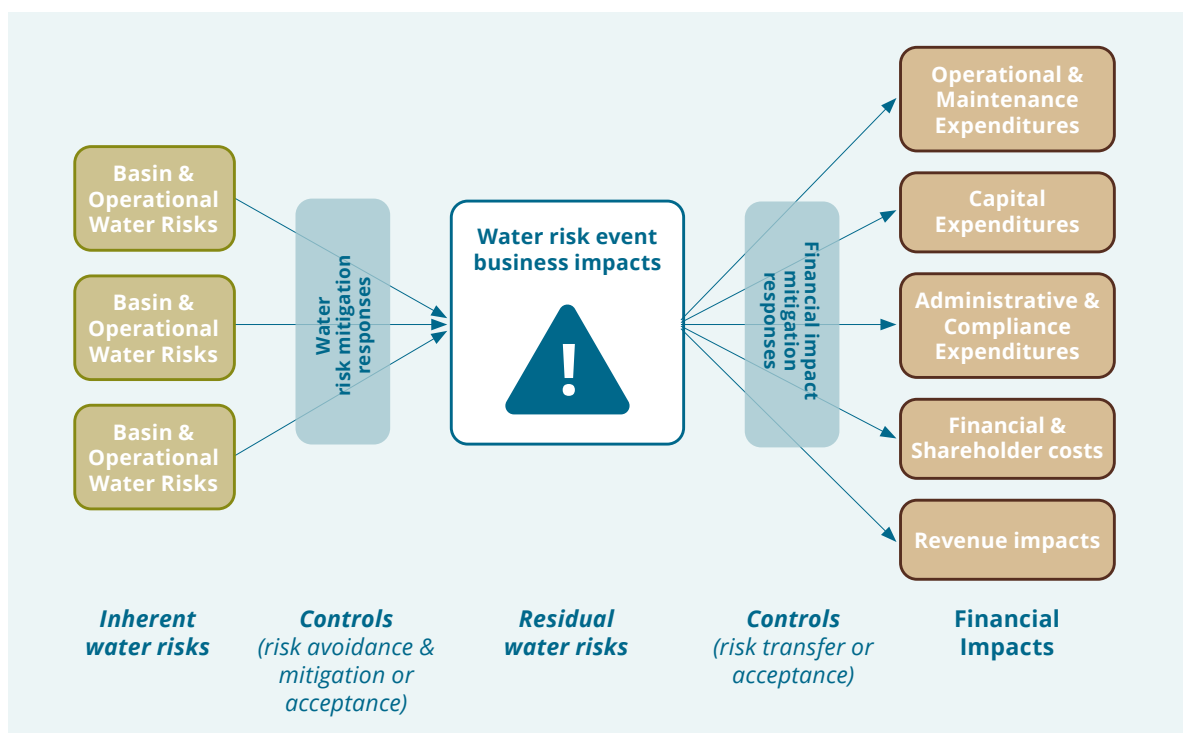 Basin &
Operational
Water Risks
Basin &
Operational
Water Risks
Basin &
Operational
Water Risks
Water
risk mitigation
responses
Water risk event
business impacts
!
Financial impact
mitigation
responses
Operational &
Maintenance
Expenditures
Capital
Expenditures
Administrative &
Compliance
Expenditures
Financial &
Shareholder costs
Revenue impacts
Inherent
water risks
Controls
(risk avoidance &
mitigation or
acceptance)
Residual
water risks
Controls
(risk transfer or
acceptance)
Financial
Impacts